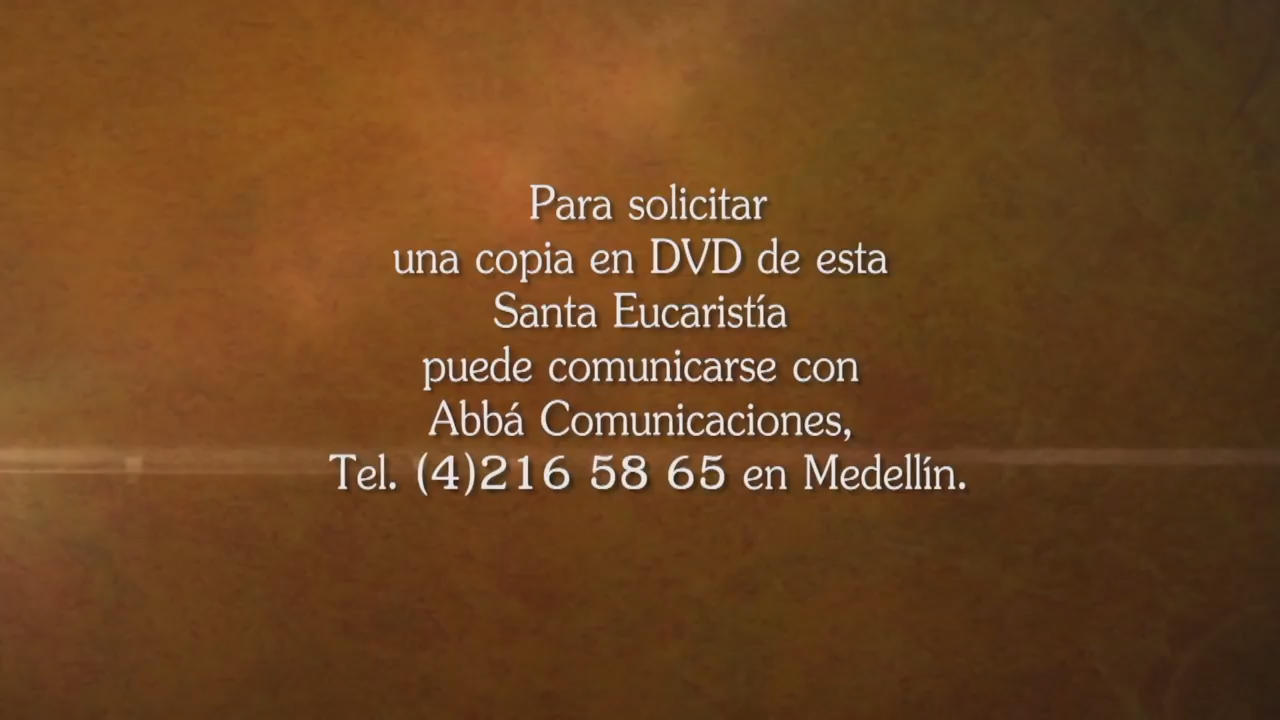 Para solicitar
una copia en DVD de esta
Santa Eucaristía
puede comunicarse con
Abbá Comunicaciones,
Tel. (4)216 58 65 en Medellín.